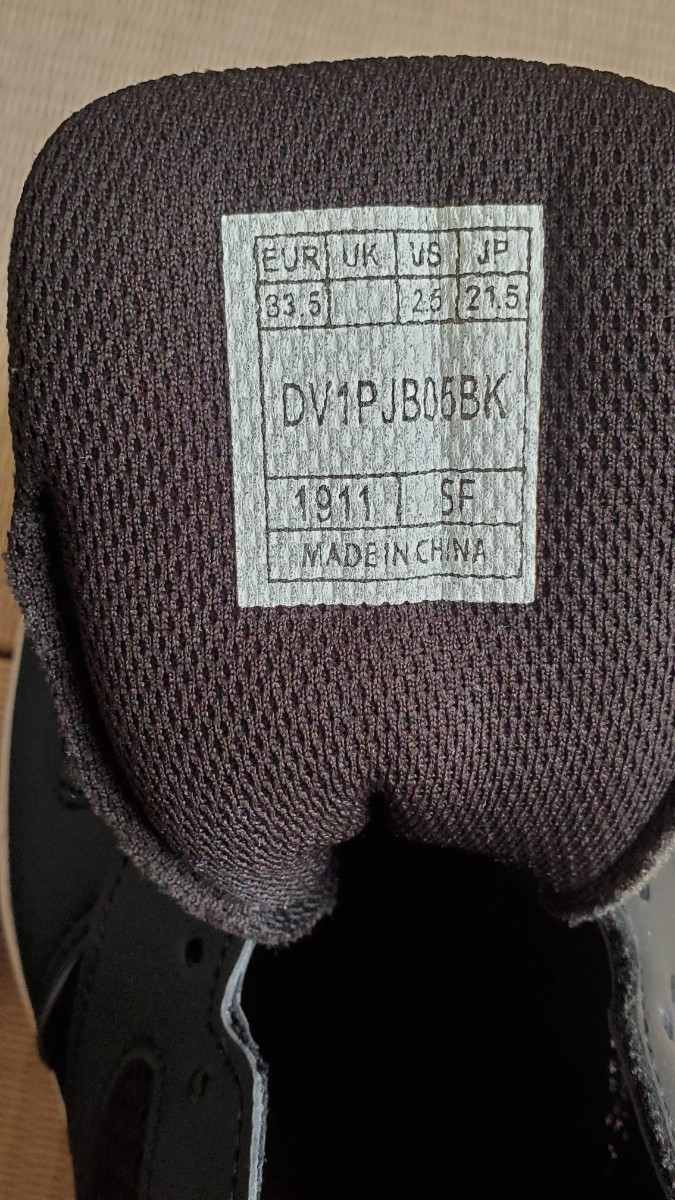 EUR UK US JP
33.5 2.5 21.5
DV1PJB05BK
1911 SF
MADE IN CHINA